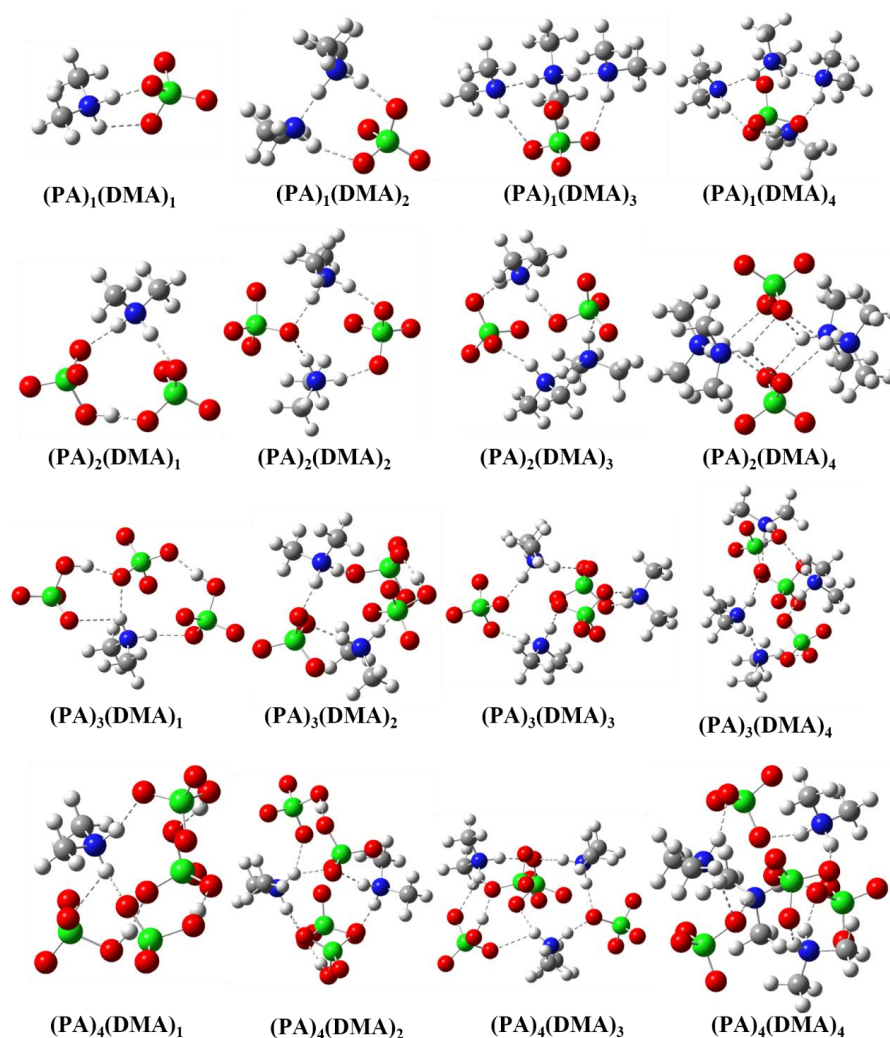 (PA)₁(DMA)₁ (PA)₁(DMA)₂ (PA)₁(DMA)₃ (PA)₁(DMA)₄
(PA)₂(DMA)₁ (PA)₂(DMA)₂ (PA)₂(DMA)₃ (PA)₂(DMA)₄
(PA)₃(DMA)₁ (PA)₃(DMA)₂ (PA)₃(DMA)₃ (PA)₃(DMA)₄
(PA)₄(DMA)₁ (PA)₄(DMA)₂ (PA)₄(DMA)₃ (PA)₄(DMA)₄